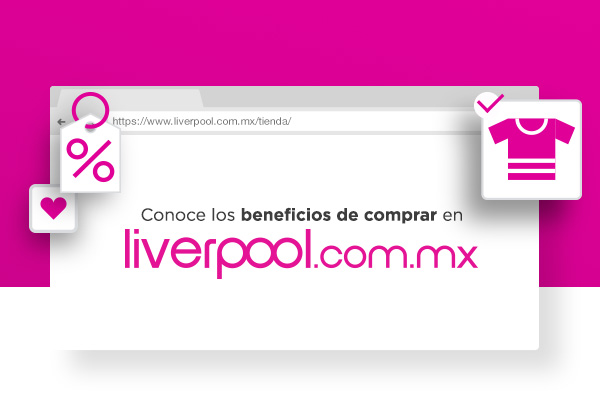 https://www.liverpool.com.mx/tienda/
%
Conoce los beneficios de comprar en
liverpool.com.mx